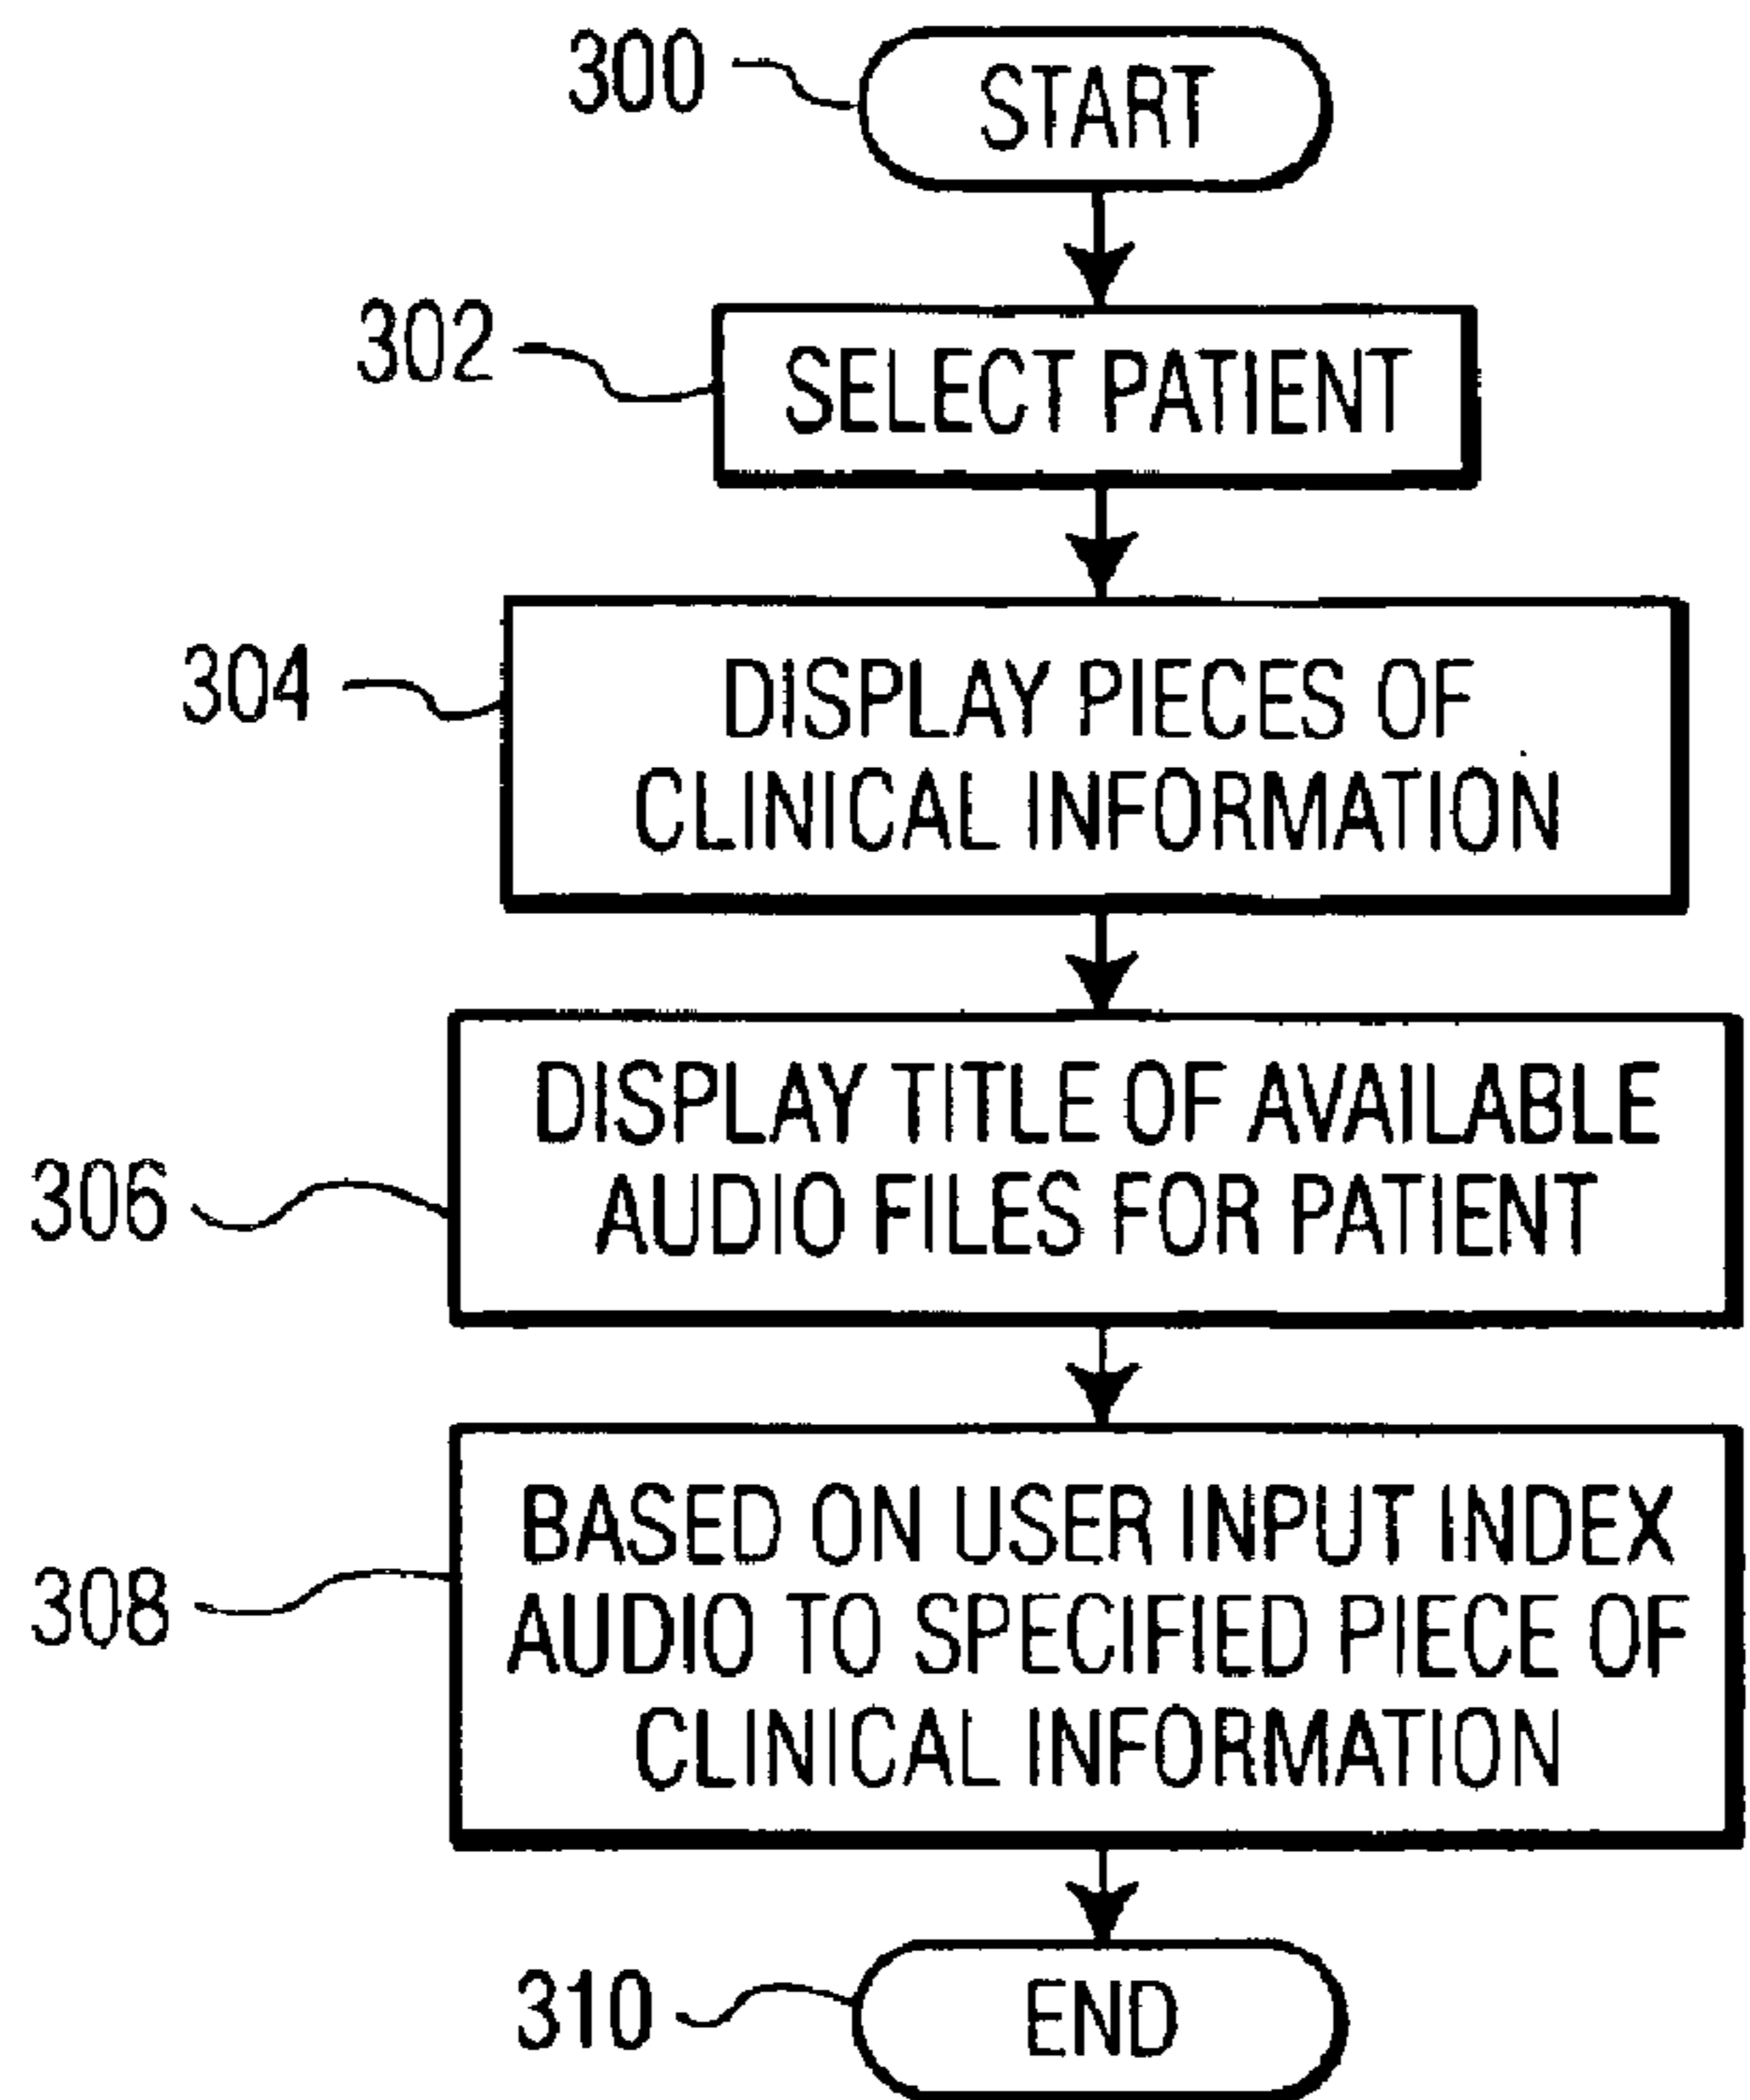 300
START
302
SELECT PATIENT
304
DISPLAY PIECES OF
CLINICAL INFORMATION
306
DISPLAY TITLE OF AVAILABLE
AUDIO FILES FOR PATIENT
308
BASED ON USER INPUT INDEX
AUDIO TO SPECIFIED PIECE OF
CLINICAL INFORMATION
310
END